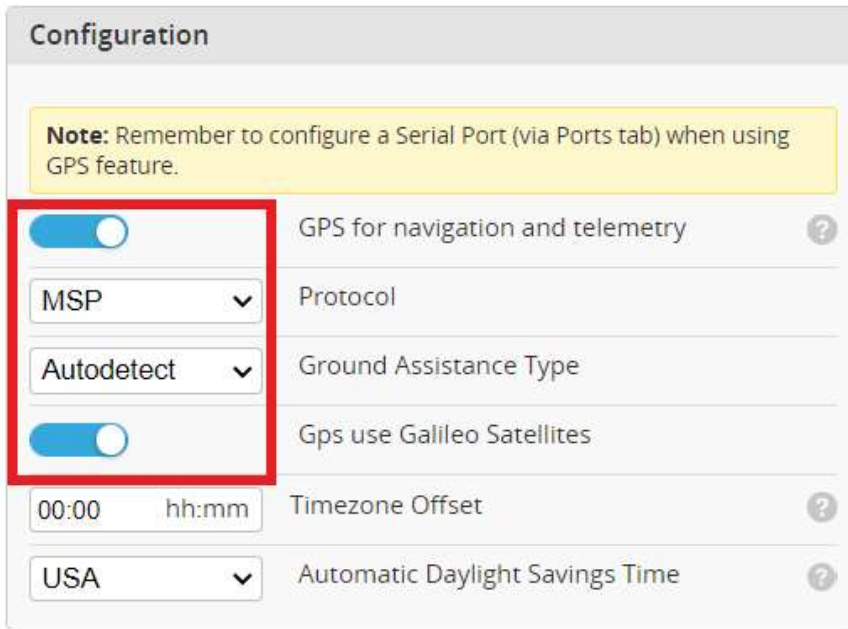 Configuration
Note: Remember to configure a Serial Port (via Ports tab) when using
GPS feature.
GPS for navigation and telemetry ?
MSP Protocol
Autodetect Ground Assistance Type
Gps use Galileo Satellites
00:00 hh:mm Timezone Offset ?
USA Automatic Daylight Savings Time ?